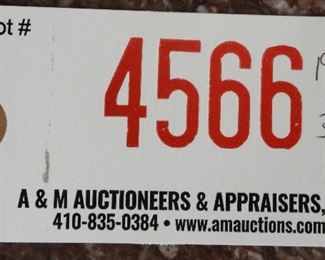 ot #
4566
A & M AUCTIONEERS & APPRAISERS,
410-835-0384 • www.amauctions.com